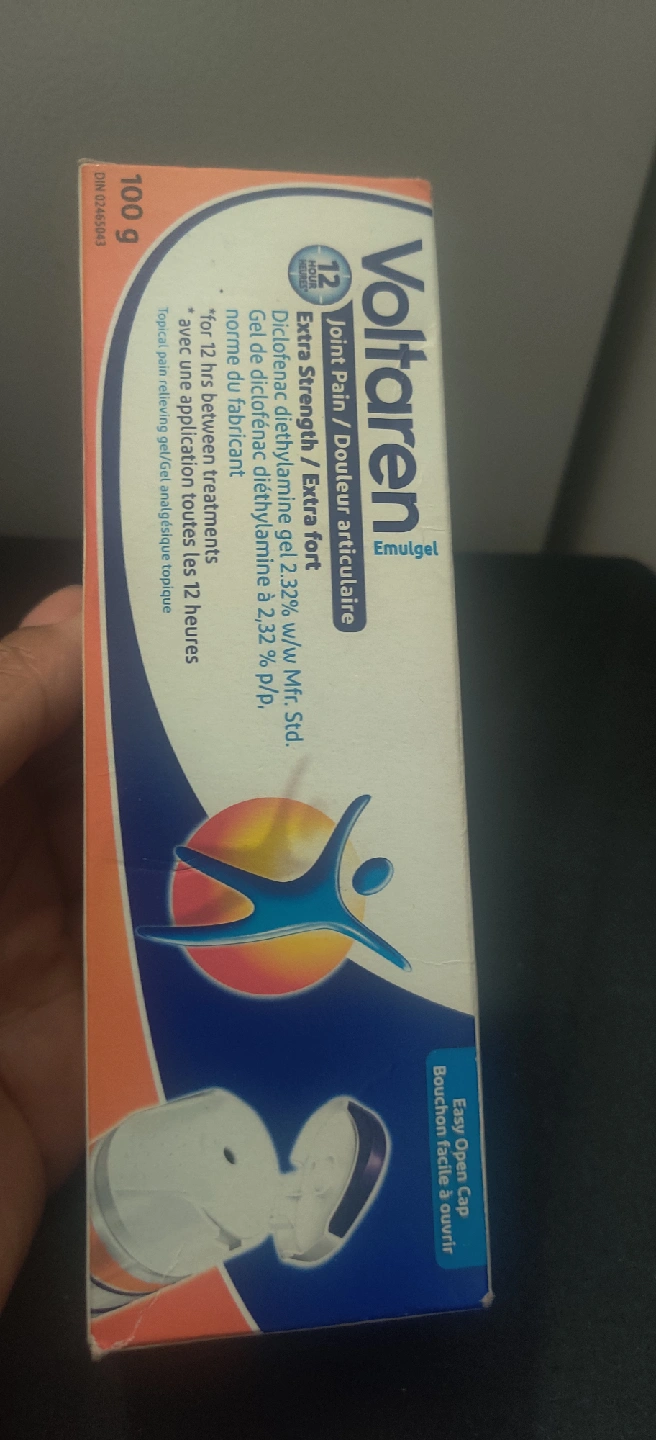 Voltaren
Emulgel
Joint Pain / Douleur articulaire
12
HOUR
HEURES*
Extra Strength / Extra fort
Diclofenac diethylamine gel 2.32% w/w Mfr. Std.
Gel de diclofénac diéthylamine à 2,32 % p/p,
norme du fabricant
*for 12 hrs between treatments
* avec une application toutes les 12 heures
Topical pain relieving gel/Gel analgésique topique
100 g
DIN 02465043
Easy Open Cap
Bouchon facile à ouvrir